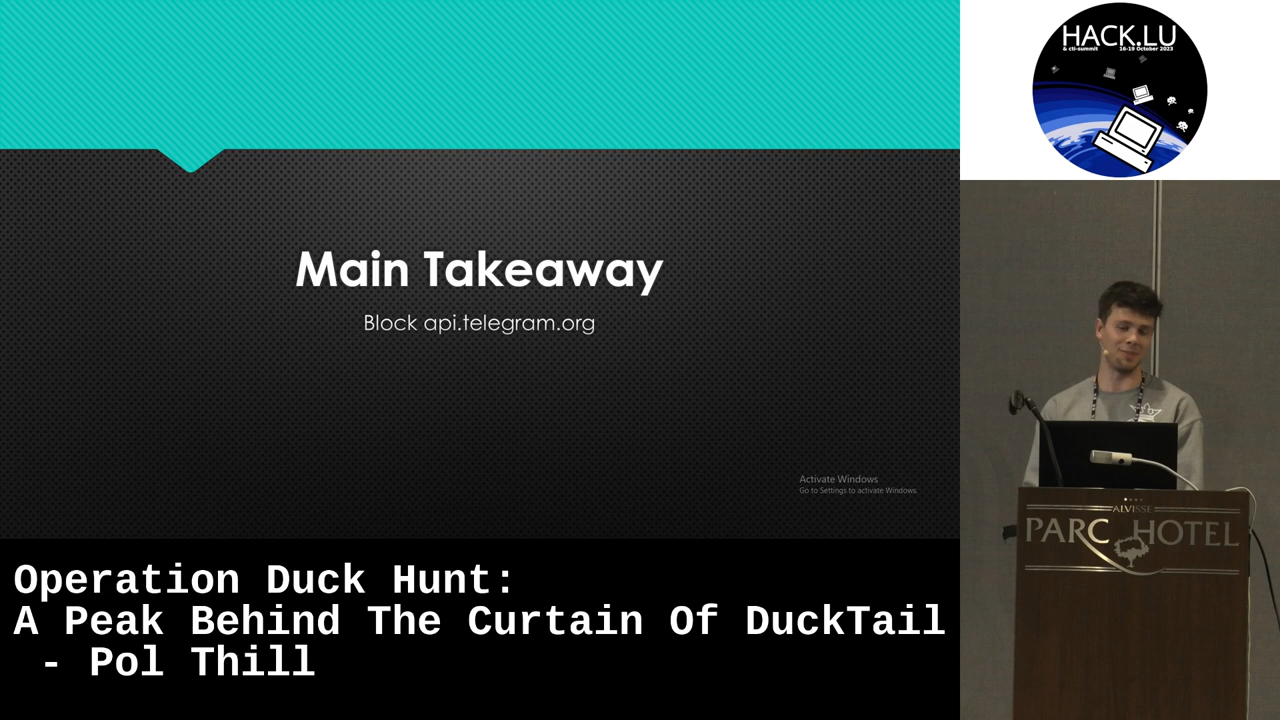 HACK.LU
& cti-summit 16-19 October 2023
Main Takeaway
Block api.telegram.org
Activate Windows
Go to Settings to activate Windows.
ALVISSE
PARC HOTEL
Operation Duck Hunt:
A Peak Behind The Curtain Of DuckTail
- Pol Thill